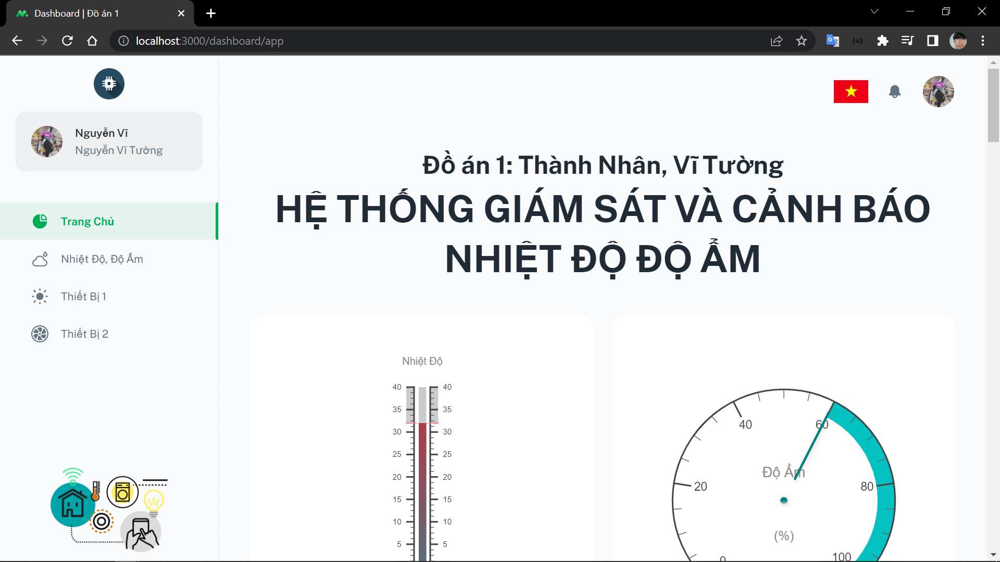 Dashboard | Đồ án 1
localhost:3000/dashboard/app
Nguyễn Vĩ
Nguyễn Vĩ Tường
Trang Chủ
Nhiệt Độ, Độ Ẩm
Thiết Bị 1
Thiết Bị 2
Đồ án 1: Thành Nhân, Vĩ Tường
HỆ THỐNG GIÁM SÁT VÀ CẢNH BÁO
NHIỆT ĐỘ ĐỘ ẨM
Nhiệt Độ
40 40
35 35
30 30
25 25
20 20
15 15
10 10
5 5
40 60
Độ Ẩm
20 80
(%)
0 100